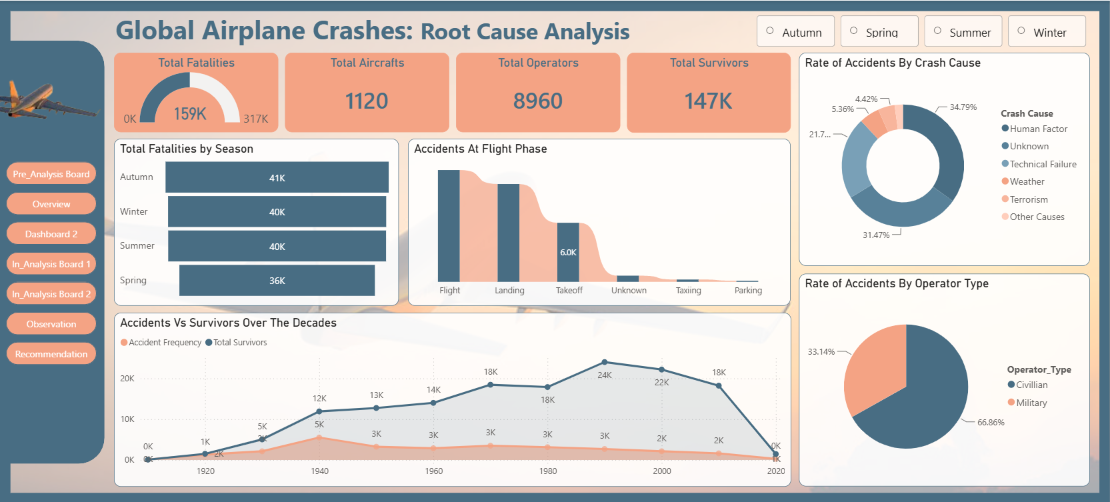 Global Airplane Crashes: Root Cause Analysis
Autumn
Spring
Summer
Winter
Pre_Analysis Board
Overview
Dashboard 2
In_Analysis Board 1
In_Analysis Board 2
Observation
Recommendation
Total Fatalities
159K
0K
317K
Total Aircrafts
1120
Total Operators
8960
Total Survivors
147K
Total Fatalities by Season
Autumn
41K
Winter
40K
Summer
40K
Spring
36K
Accidents At Flight Phase
6.0K
Flight
Landing
Takeoff
Unknown
Taxiing
Parking
Accidents Vs Survivors Over The Decades
Accident Frequency
Total Survivors
20K
10K
0K
0K
1K
2K
5K
12K
5K
13K
3K
14K
3K
18K
3K
18K
3K
24K
3K
22K
2K
18K
2K
0K
1920
1940
1960
1980
2000
2020
Rate of Accidents By Crash Cause
4.42%
5.36%
21.7...
34.79%
31.47%
Crash Cause
Human Factor
Unknown
Technical Failure
Weather
Terrorism
Other Causes
Rate of Accidents By Operator Type
33.14%
66.86%
Operator_Type
Civillian
Military